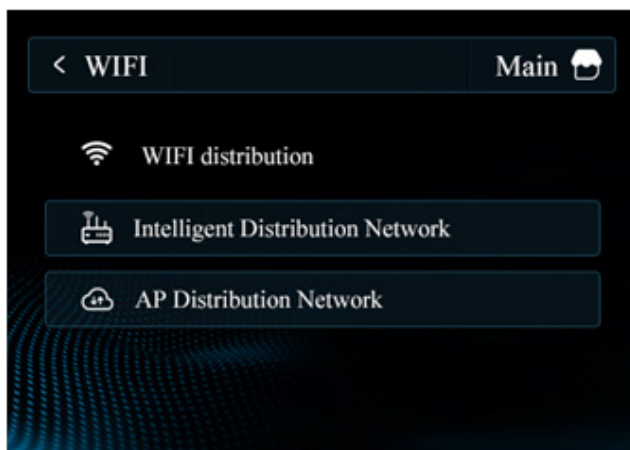 < WIFI Main
WIFI distribution
Intelligent Distribution Network
AP Distribution Network